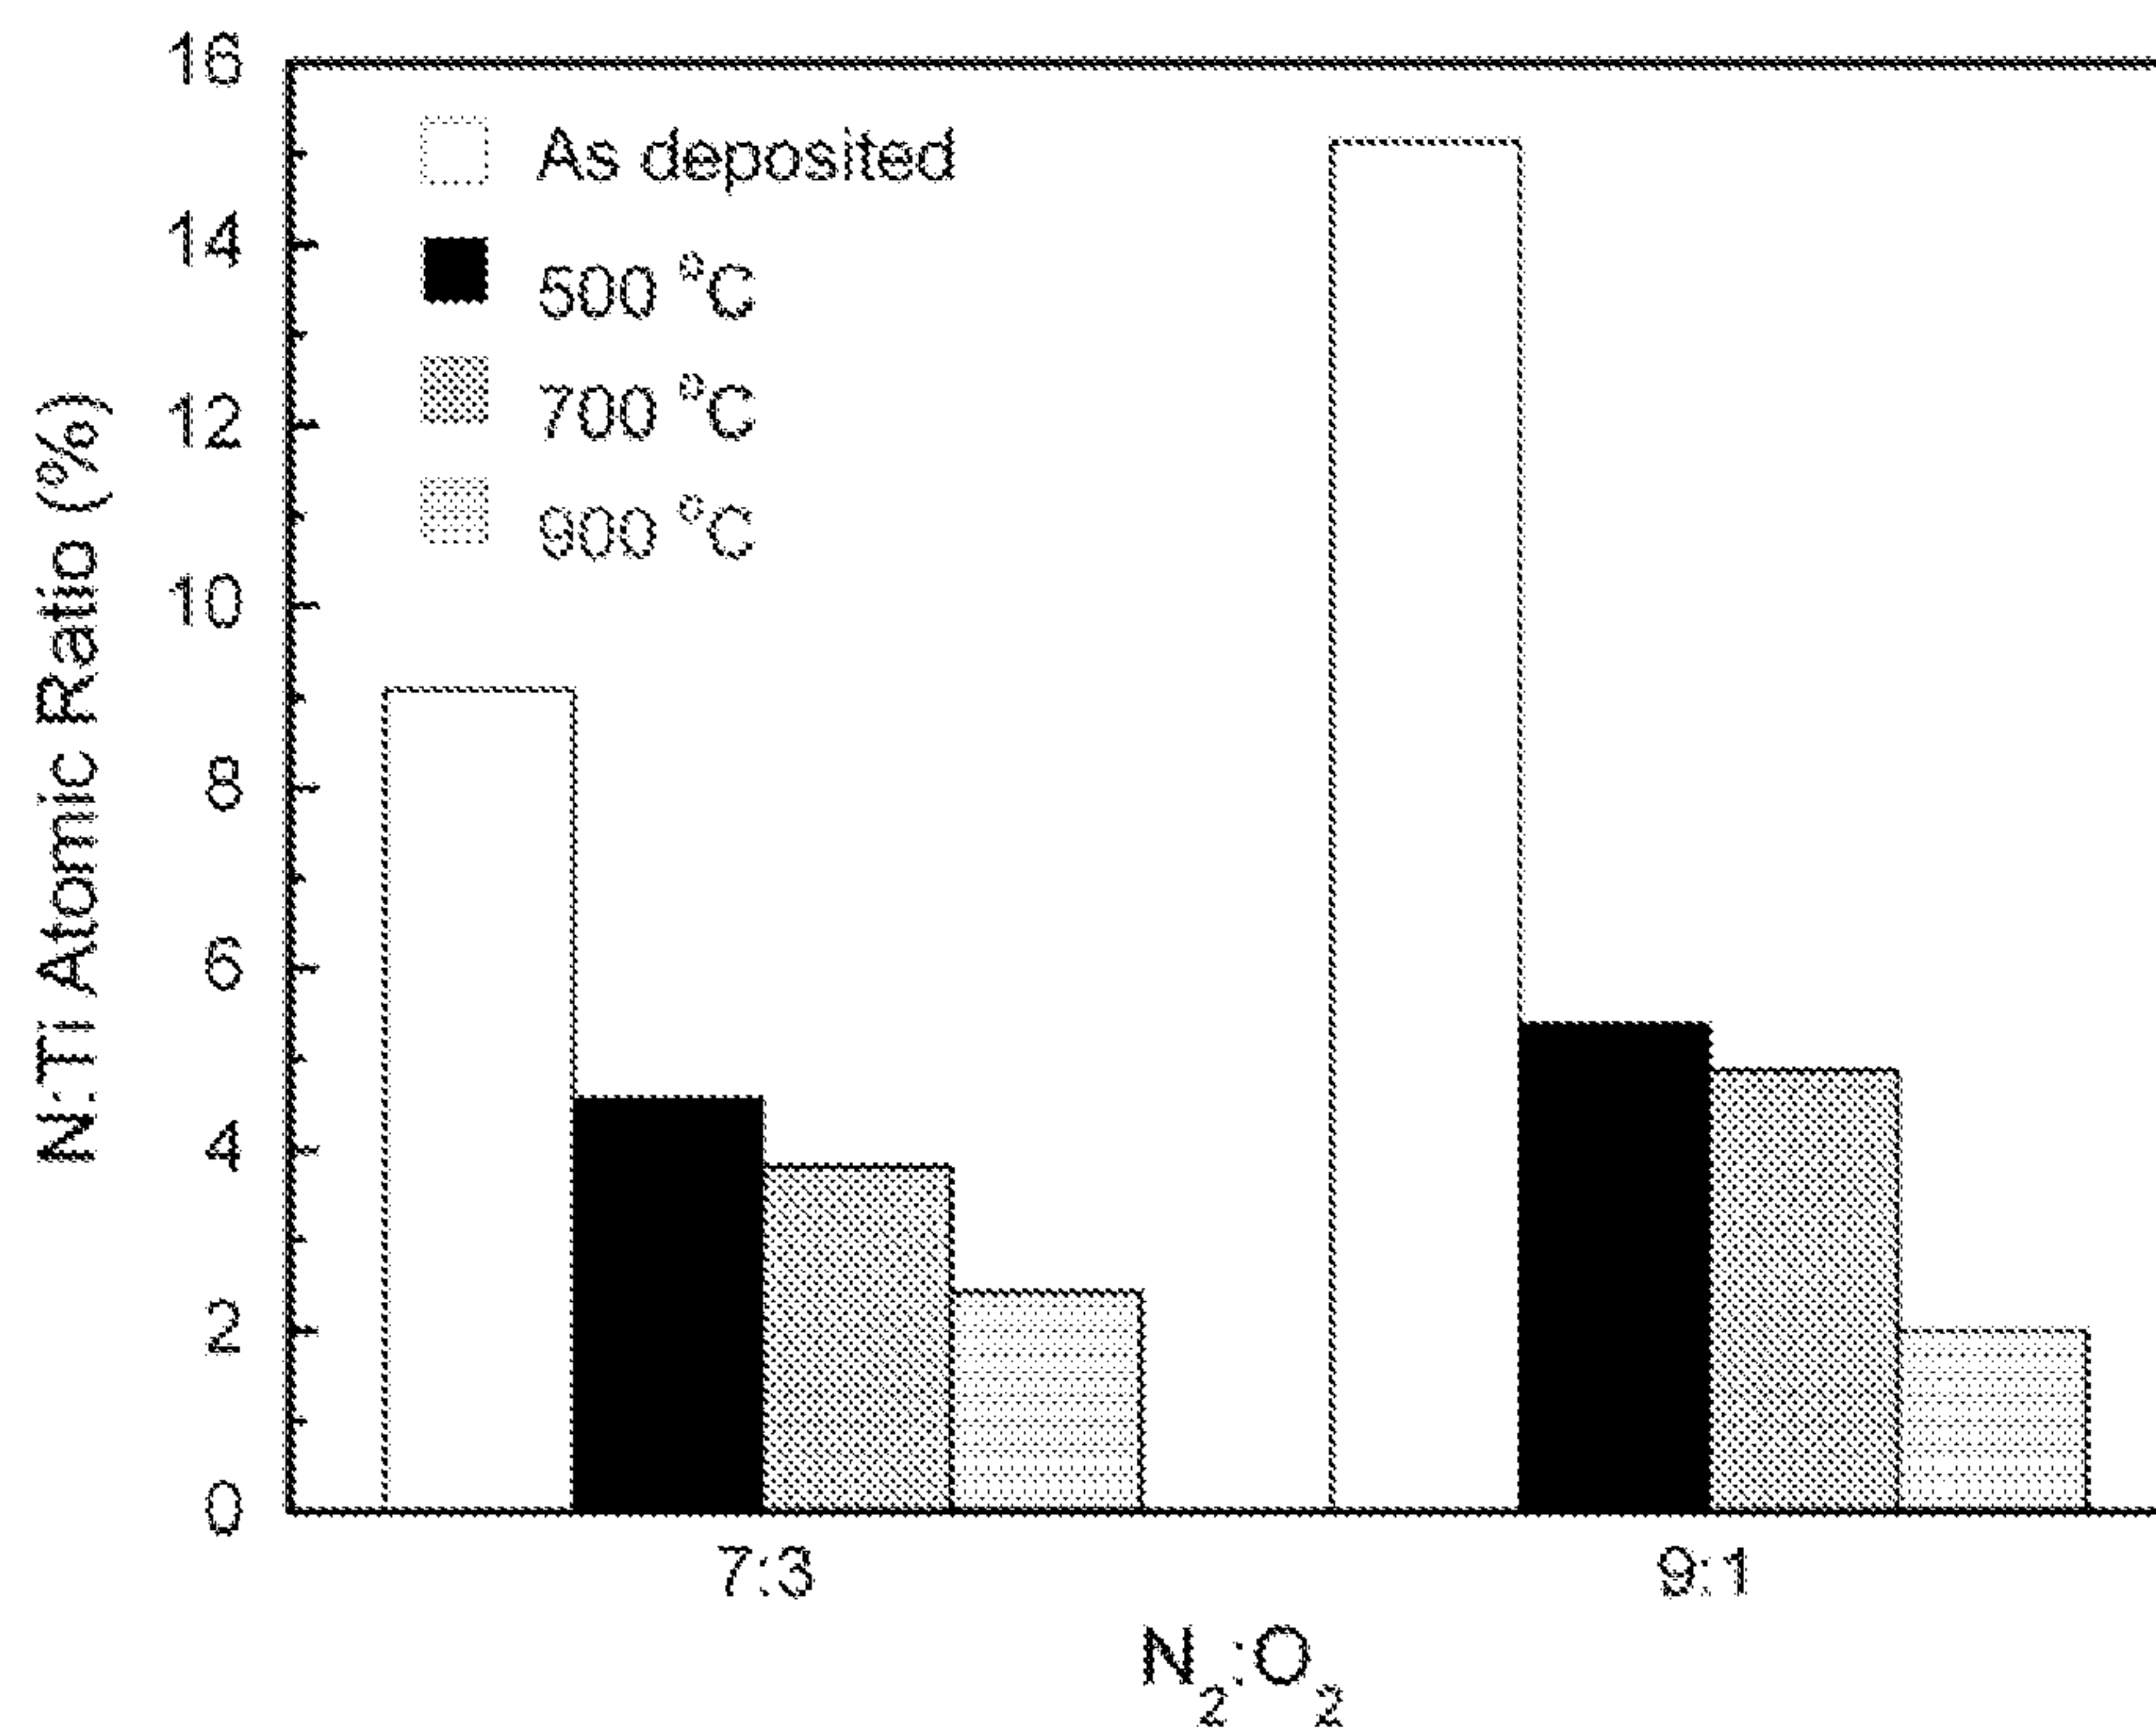 N:Ti Atomic Ratio (%)
16
14
12
10
8
6
4
2
0
As deposited
500 °C
700 °C
900 °C
7:3
9:1
N₂:O₂